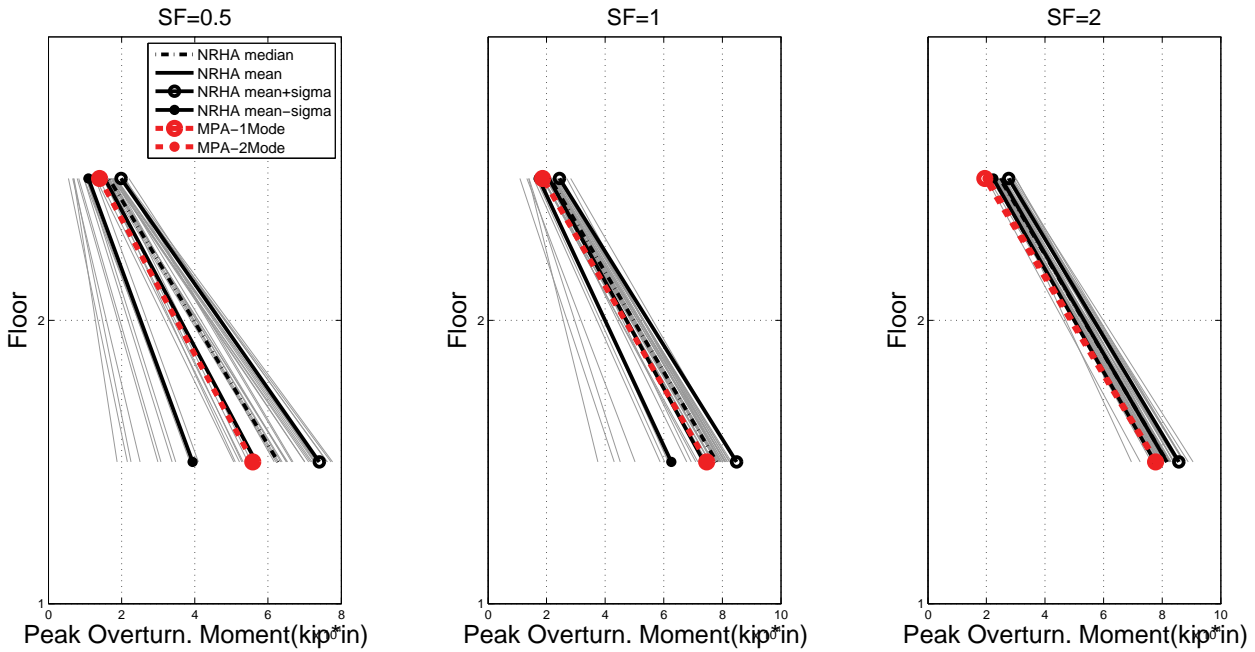 SF=0.5
SF=1
SF=2
NRHA median
NRHA mean
NRHA mean+sigma
NRHA mean−sigma
MPA−1Mode
MPA−2Mode
Floor
Floor
Floor
2
2
2
1
1
1
0 2 4 6 8
0 2 4 6 8 10
0 2 4 6 8 10
Peak Overturn. Moment(kip*in)
Peak Overturn. Moment(kip*in)
Peak Overturn. Moment(kip*in)